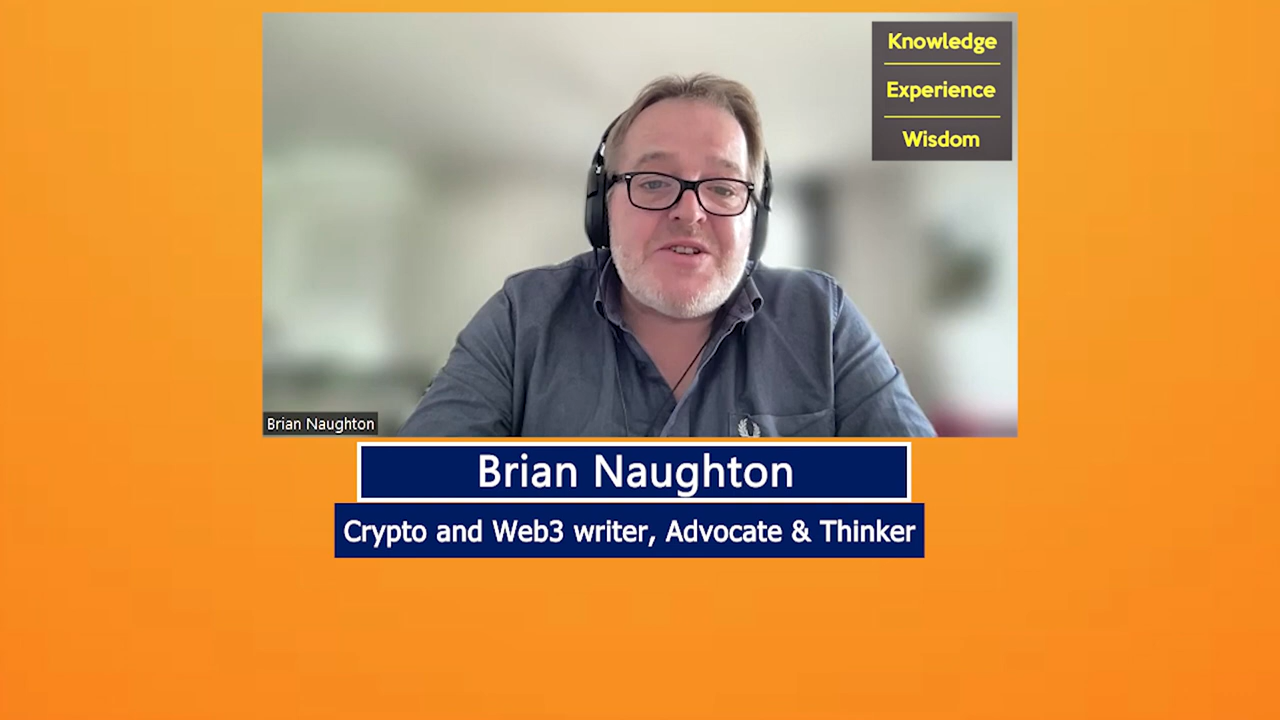 Knowledge
Experience
Wisdom
Brian Naughton
Brian Naughton
Crypto and Web3 writer, Advocate & Thinker